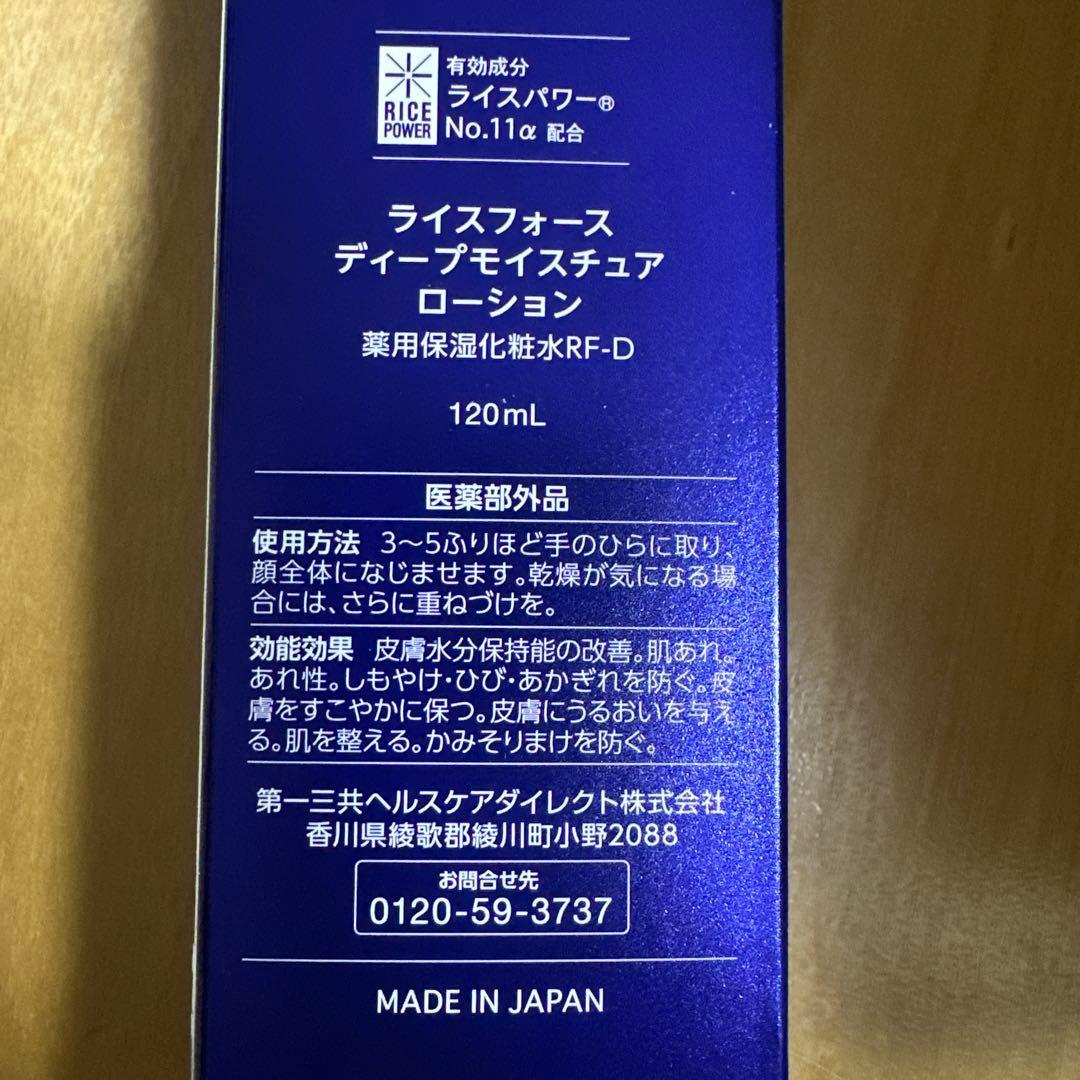 RICE
POWER
有効成分
ライスパワー®
No.11α 配合
ライスフォース
ディープモイスチュア
ローション
薬用保湿化粧水RF-D
120mL
医薬部外品
使用方法 3〜5ふりほど手のひらに取り、
顔全体になじませます。乾燥が気になる場
合には、さらに重ねづけを。
効能効果 皮膚水分保持能の改善。肌あれ。
あれ性。しもやけ・ひび・あかぎれを防ぐ。皮
膚をすこやかに保つ。皮膚にうるおいを与え
る。肌を整える。かみそりまけを防ぐ。
第一三共ヘルスケアダイレクト株式会社
香川県綾歌郡綾川町小野2088
お問合せ先
0120-59-3737
MADE IN JAPAN